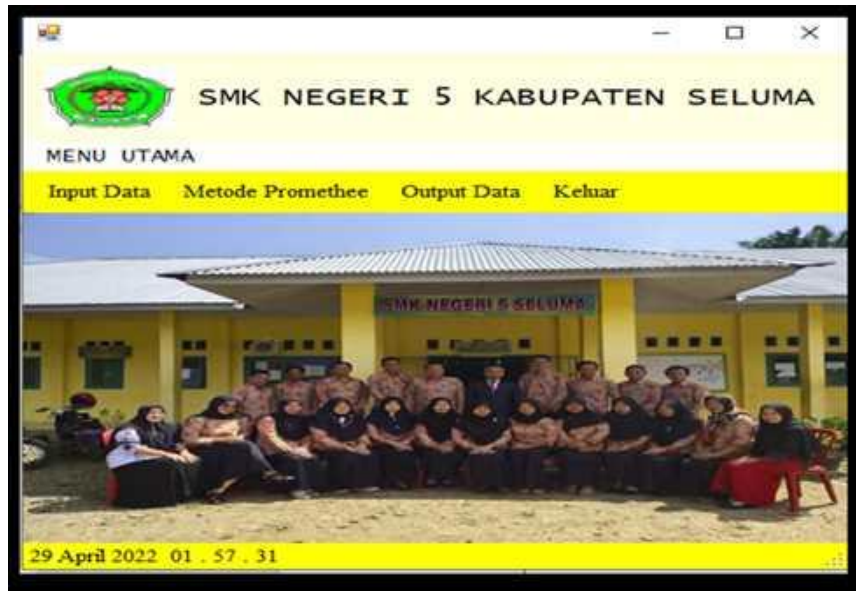 SMK NEGERI 5 KABUPATEN SELUMA
MENU UTAMA
Input Data Metode Promethee Output Data Keluar
SMK NEGERI 5 SELUMA
29 April 2022 01 . 57 . 31